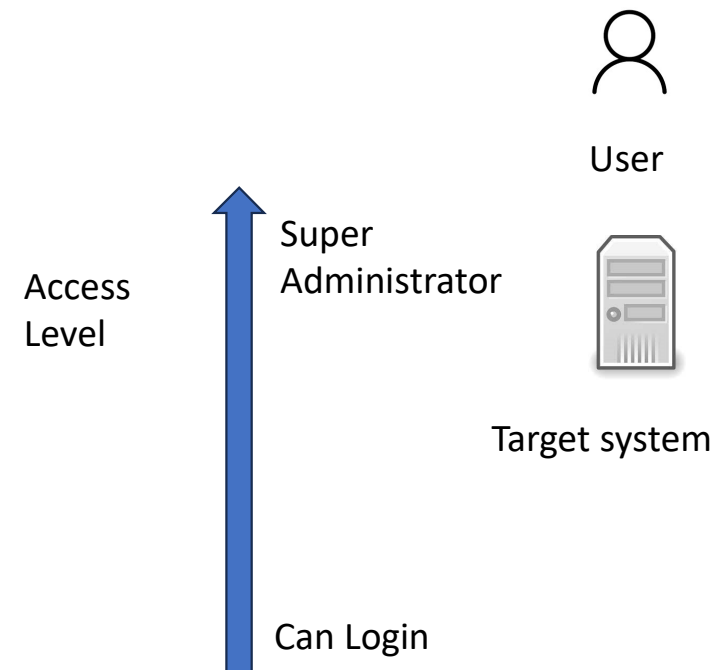 User
Super
Administrator
Access
Level
Target system
Can Login